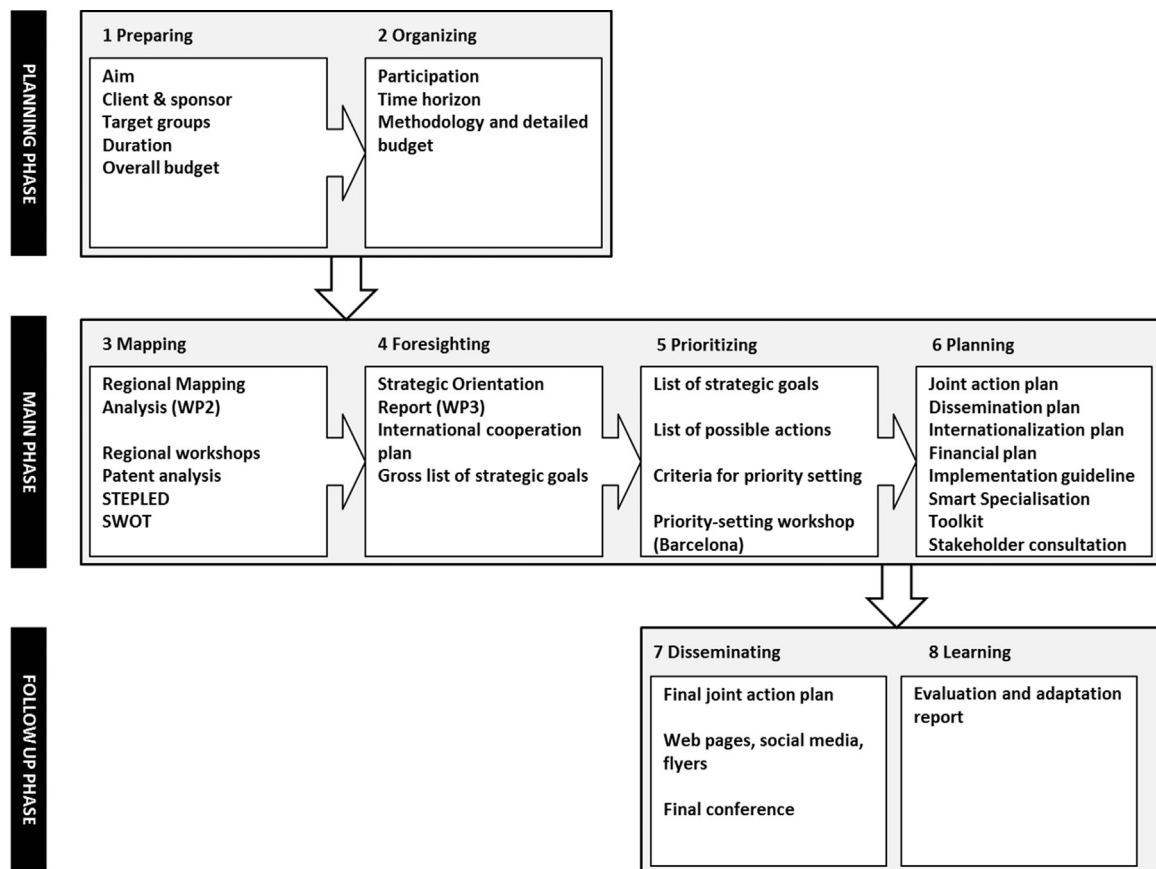 PLANNING PHASE
1 Preparing
Aim
Client & sponsor
Target groups
Duration
Overall budget
2 Organizing
Participation
Time horizon
Methodology and detailed
budget
MAIN PHASE
3 Mapping
Regional Mapping
Analysis (WP2)
Regional workshops
Patent analysis
STEPLED
SWOT
4 Foresighting
Strategic Orientation
Report (WP3)
International cooperation
plan
Gross list of strategic goals
5 Prioritizing
List of strategic goals
List of possible actions
Criteria for priority setting
Priority-setting workshop
(Barcelona)
6 Planning
Joint action plan
Dissemination plan
Internationalization plan
Financial plan
Implementation guideline
Smart Specialisation
Toolkit
Stakeholder consultation
FOLLOW UP PHASE
7 Disseminating
Final joint action plan
Web pages, social media,
flyers
Final conference
8 Learning
Evaluation and adaptation
report